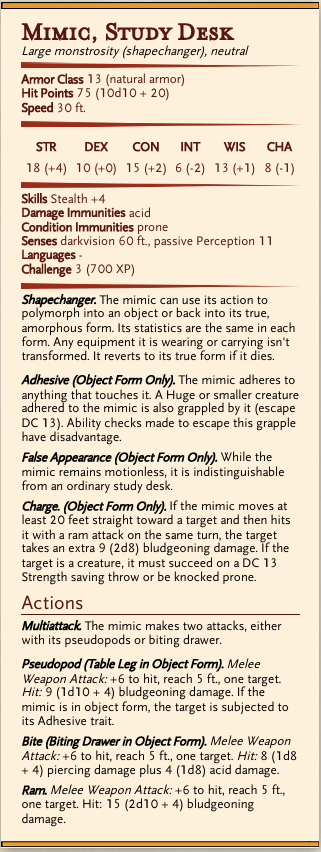 Mimic, Study Desk
Large monstrosity (shapechanger), neutral
Armor Class 13 (natural armor)
Hit Points 75 (10d10 + 20)
Speed 30 ft.
STR DEX CON INT WIS CHA
18 (+4) 10 (+0) 15 (+2) 6 (-2) 13 (+1) 8 (-1)
Skills Stealth +4
Damage Immunities acid
Condition Immunities prone
Senses darkvision 60 ft., passive Perception 11
Languages -
Challenge 3 (700 XP)
Shapechanger. The mimic can use its action to
polymorph into an object or back into its true,
amorphous form. Its statistics are the same in each
form. Any equipment it is wearing or carrying isn't
transformed. It reverts to its true form if it dies.
Adhesive (Object Form Only). The mimic adheres to
anything that touches it. A Huge or smaller creature
adhered to the mimic is also grappled by it (escape
DC 13). Ability checks made to escape this grapple
have disadvantage.
False Appearance (Object Form Only). While the
mimic remains motionless, it is indistinguishable
from an ordinary study desk.
Charge. (Object Form Only). If the mimic moves at
least 20 feet straight toward a target and then hits
it with a ram attack on the same turn, the target
takes an extra 9 (2d8) bludgeoning damage. If the
target is a creature, it must succeed on a DC 13
Strength saving throw or be knocked prone.
Actions
Multiattack. The mimic makes two attacks, either
with its pseudopods or biting drawer.
Pseudopod (Table Leg in Object Form). Melee
Weapon Attack: +6 to hit, reach 5 ft., one target.
Hit: 9 (1d10 + 4) bludgeoning damage. If the
mimic is in object form, the target is subjected to
its Adhesive trait.
Bite (Biting Drawer in Object Form). Melee Weapon
Attack: +6 to hit, reach 5 ft., one target. Hit: 8 (1d8
+ 4) piercing damage plus 4 (1d8) acid damage.
Ram. Melee Weapon Attack: +6 to hit, reach 5 ft.,
one target. Hit: 15 (2d10 + 4) bludgeoning
damage.